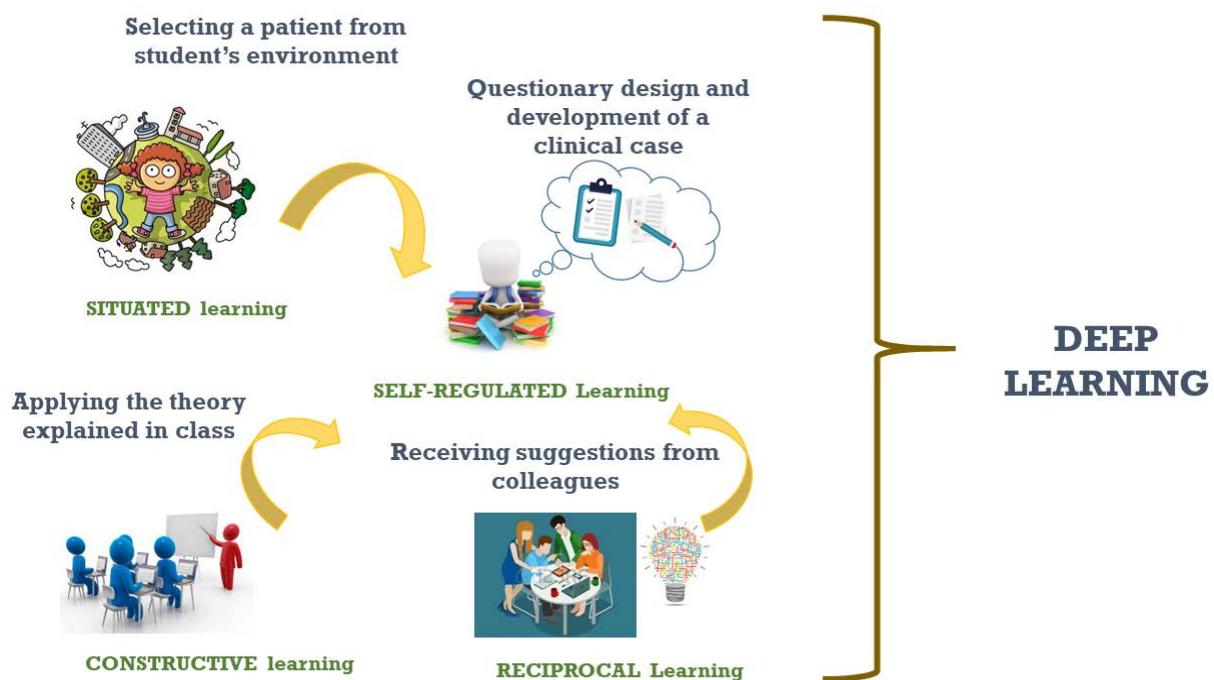 Selecting a patient from
student's environment
SITUATED learning
Questionary design and
development of a
clinical case
SELF-REGULATED Learning
Applying the theory
explained in class
CONSTRUCTIVE learning
Receiving suggestions from
colleagues
RECIPROCAL Learning
DEEP
LEARNING